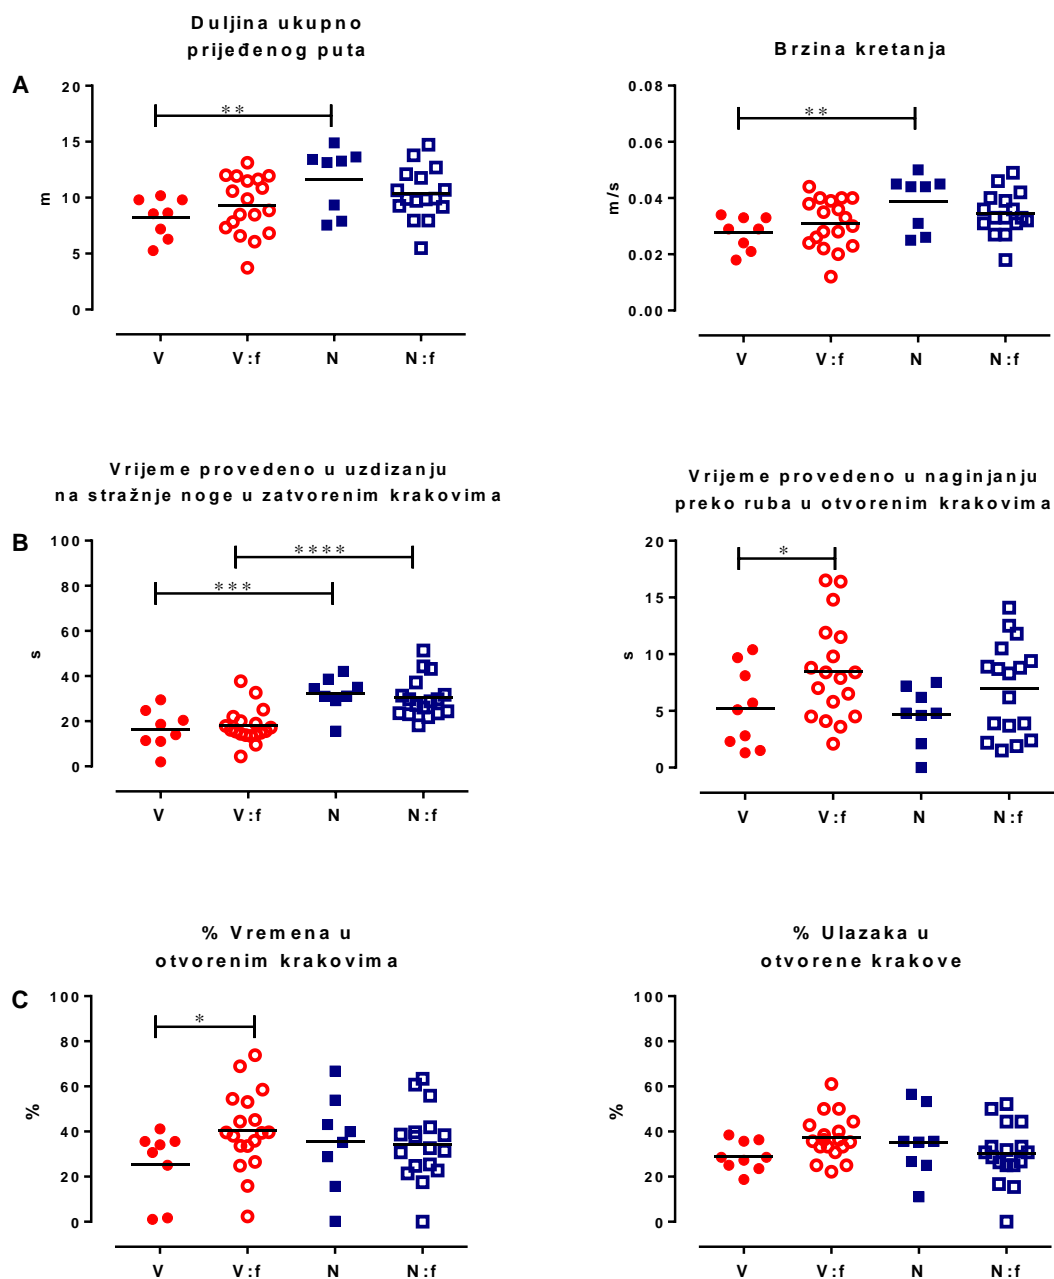 A
Duljina ukupno
prijeđenog puta
20
15
10
5
0
m
**
V
V:f
N
N:f
Brzina kretanja
0.08
0.06
0.04
0.02
0.00
m/s
**
V
V:f
N
N:f
B
Vrijeme provedeno u uzdizanju
na stražnje noge u zatvorenim krakovima
100
80
60
40
20
0
s
****
***
V
V:f
N
N:f
Vrijeme provedeno u naginjanju
preko ruba u otvorenim krakovima
20
15
10
5
0
s
*
V
V:f
N
N:f
C
% Vremena u
otvorenim krakovima
100
80
60
40
20
0
%
*
V
V:f
N
N:f
% Ulazaka u
otvorene krakove
100
80
60
40
20
0
%
V
V:f
N
N:f